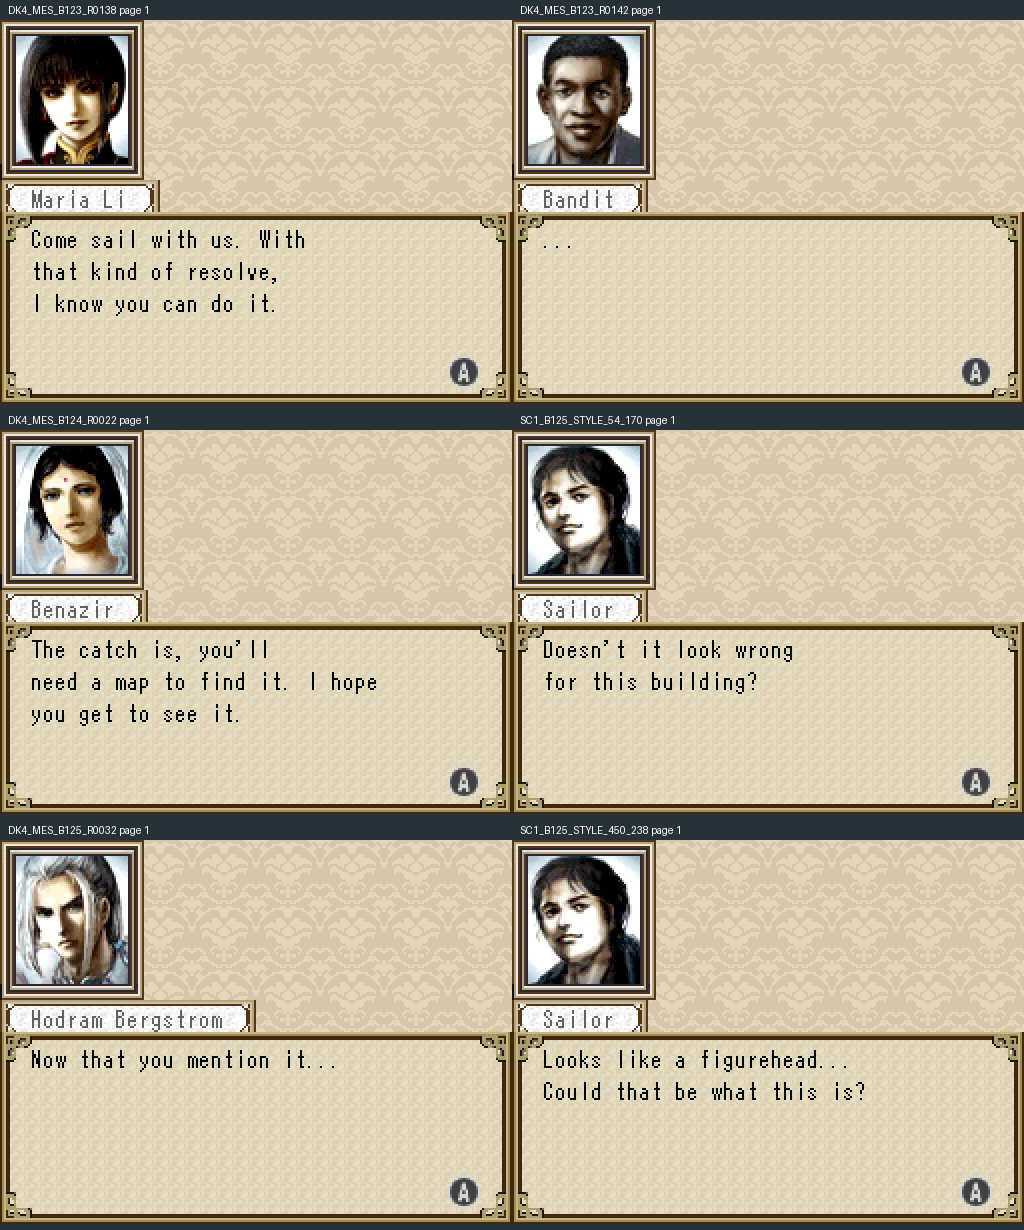 DK4_MES_B123_R0138 page 1
Maria Li
Come sail with us. With
that kind of resolve,
I know you can do it.
A
DK4_MES_B123_R0142 page 1
Bandit
...
A
DK4_MES_B124_R0022 page 1
Benazir
The catch is, you'll
need a map to find it. I hope
you get to see it.
A
SC1_B125_STYLE_54_170 page 1
Sailor
Doesn't it look wrong
for this building?
A
DK4_MES_B125_R0032 page 1
Hodram Bergstrom
Now that you mention it...
A
SC1_B125_STYLE_450_238 page 1
Sailor
Looks like a figurehead...
Could that be what this is?
A